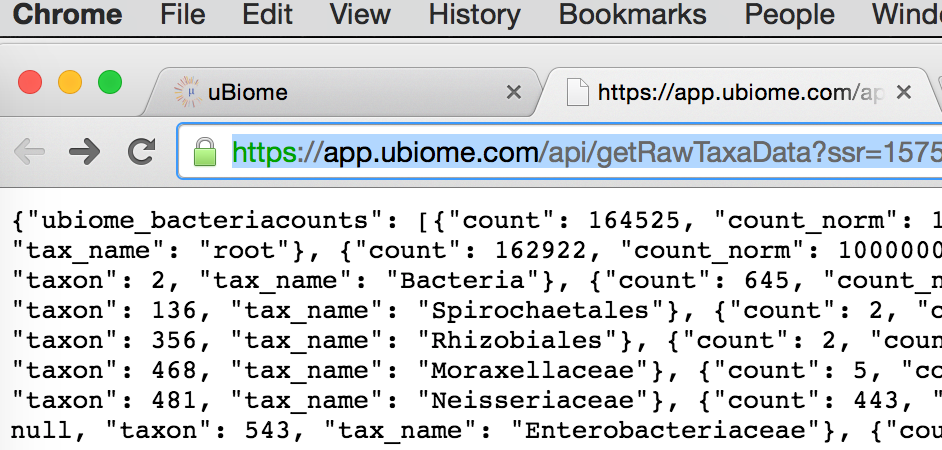 Chrome File Edit View History Bookmarks People
uBiome https://app.ubiome.com/ap
https://app.ubiome.com/api/getRawTaxaData?ssr=1575
{"ubiome_bacteriacounts": [{"count": 164525, "count_norm": 1
"tax_name": "root"}, {"count": 162922, "count_norm": 1000000
"taxon": 2, "tax_name": "Bacteria"}, {"count": 645, "count_n
"taxon": 136, "tax_name": "Spirochaetales"}, {"count": 2, "c
"taxon": 356, "tax_name": "Rhizobiales"}, {"count": 2, "coun
"taxon": 468, "tax_name": "Moraxellaceae"}, {"count": 5, "co
"taxon": 481, "tax_name": "Neisseriaceae"}, {"count": 443, "
null, "taxon": 543, "tax_name": "Enterobacteriaceae"}, {"cou